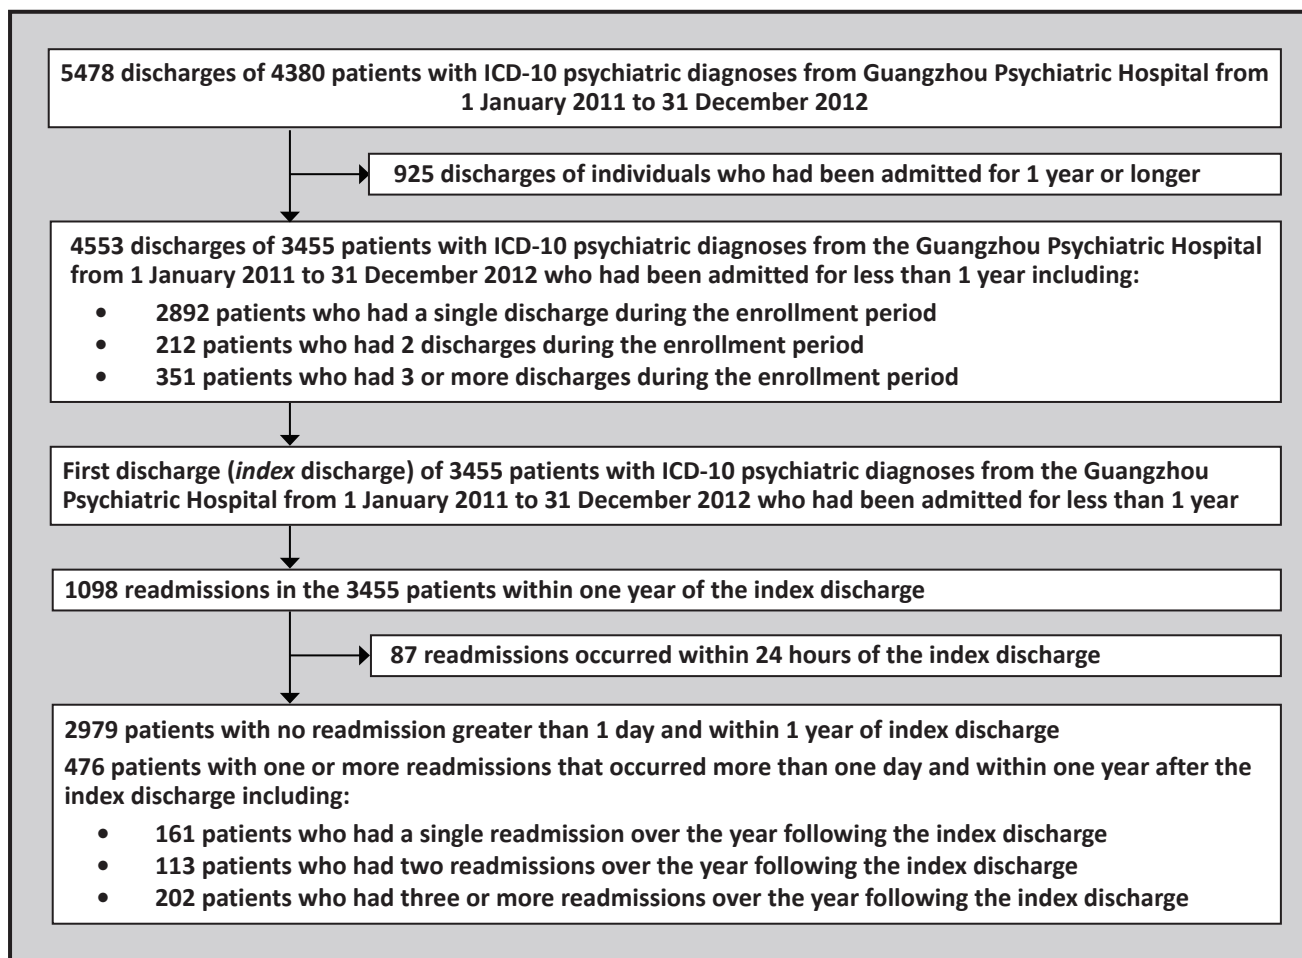 5478 discharges of 4380 patients with ICD-10 psychiatric diagnoses from Guangzhou Psychiatric Hospital from
1 January 2011 to 31 December 2012
925 discharges of individuals who had been admitted for 1 year or longer
4553 discharges of 3455 patients with ICD-10 psychiatric diagnoses from the Guangzhou Psychiatric Hospital
from 1 January 2011 to 31 December 2012 who had been admitted for less than 1 year including:
• 2892 patients who had a single discharge during the enrollment period
• 212 patients who had 2 discharges during the enrollment period
• 351 patients who had 3 or more discharges during the enrollment period
First discharge (index discharge) of 3455 patients with ICD-10 psychiatric diagnoses from the Guangzhou
Psychiatric Hospital from 1 January 2011 to 31 December 2012 who had been admitted for less than 1 year
1098 readmissions in the 3455 patients within one year of the index discharge
87 readmissions occurred within 24 hours of the index discharge
2979 patients with no readmission greater than 1 day and within 1 year of index discharge
476 patients with one or more readmissions that occurred more than one day and within one year after the
index discharge including:
• 161 patients who had a single readmission over the year following the index discharge
• 113 patients who had two readmissions over the year following the index discharge
• 202 patients who had three or more readmissions over the year following the index discharge